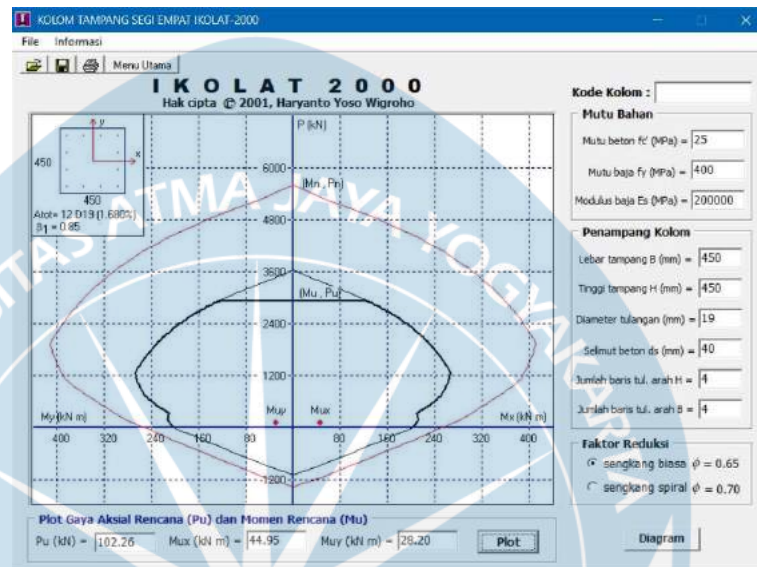 KOLOM TAMPANG SEGI EMPAT IKOLAT-2000
File Informasi
Menu Utama
I K O L A T 2 0 0 0
Hak cipta © 2001, Haryanto Yoso Wigroho
Kode Kolom :
Mutu Bahan
Mutu beton fc' (MPa) = 25
Mutu baja fy (MPa) = 400
Modulus baja Es (MPa) = 200000
Penampang Kolom
Lebar tampang B (mm) = 450
Tinggi tampang H (mm) = 450
Diameter tulangan (mm) = 19
Selimut beton ds (mm) = 40
Jumlah baris tul. arah H = 4
Jumlah baris tul. arah B = 4
Faktor Reduksi
sengkang biasa ϕ = 0.65
sengkang spiral ϕ = 0.70
Diagram
P (kN)
y
x
450
450
Atot= 12 D19 (1.680%)
β1 = 0.85
6000
(Mn , Pn)
4800
3600
(Mu , Pu)
2400
1200
My (kN m)
Muy
Mux
Mx (kN m)
400 320 240 160 80 80 160 240 320 400
-1200
Plot Gaya Aksial Rencana (Pu) dan Momen Rencana (Mu)
Pu (kN) = 102.26 Mux (kN m) = 44.95 Muy (kN m) = 28.20 Plot
ITAS ATMA JAYA YOGYAKARTA